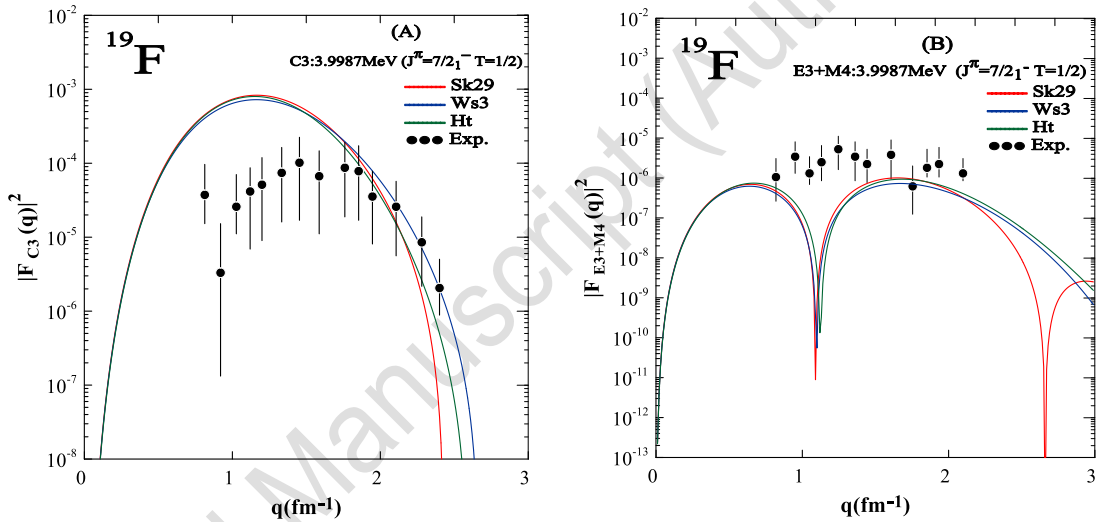 (A)
19F
C3:3.9987MeV (Jπ=7/21− T=1/2)
Sk29
Ws3
Ht
Exp.
|FC3(q)|2
10-2
10-3
10-4
10-5
10-6
10-7
10-8
0 1 2 3
q(fm-1)
(B)
19F
E3+M4:3.9987MeV (Jπ=7/21- T=1/2)
Sk29
Ws3
Ht
Exp.
|FE3+M4(q)|2
10-2
10-3
10-4
10-5
10-6
10-7
10-8
10-9
10-10
10-11
10-12
10-13
0 1 2 3
q(fm-1)
Manuscript (Auth